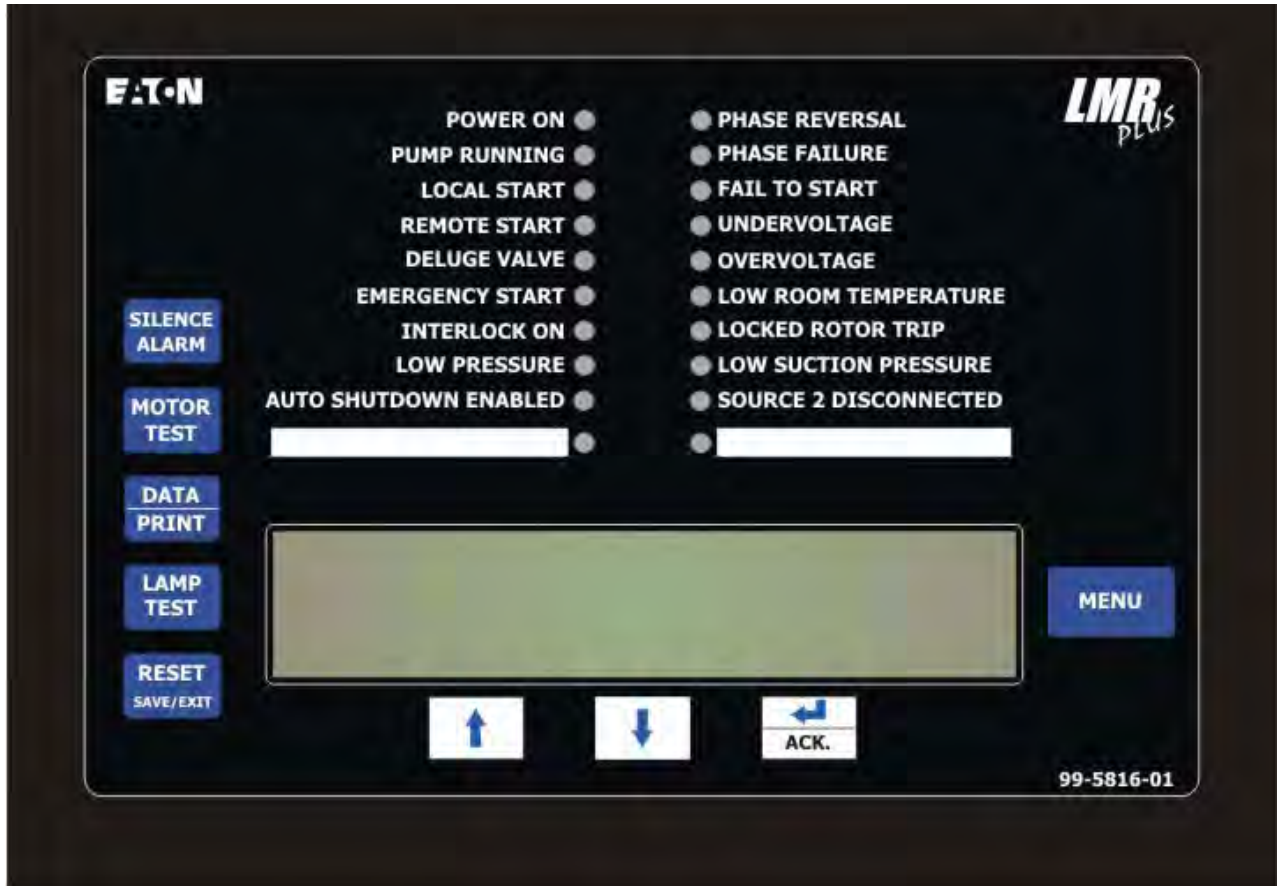 EATON
LMR
PLUS
POWER ON
PUMP RUNNING
LOCAL START
REMOTE START
DELUGE VALVE
EMERGENCY START
INTERLOCK ON
LOW PRESSURE
AUTO SHUTDOWN ENABLED
PHASE REVERSAL
PHASE FAILURE
FAIL TO START
UNDERVOLTAGE
OVERVOLTAGE
LOW ROOM TEMPERATURE
LOCKED ROTOR TRIP
LOW SUCTION PRESSURE
SOURCE 2 DISCONNECTED
SILENCE
ALARM
MOTOR
TEST
DATA
PRINT
LAMP
TEST
RESET
SAVE/EXIT
MENU
ACK.
99-5816-01